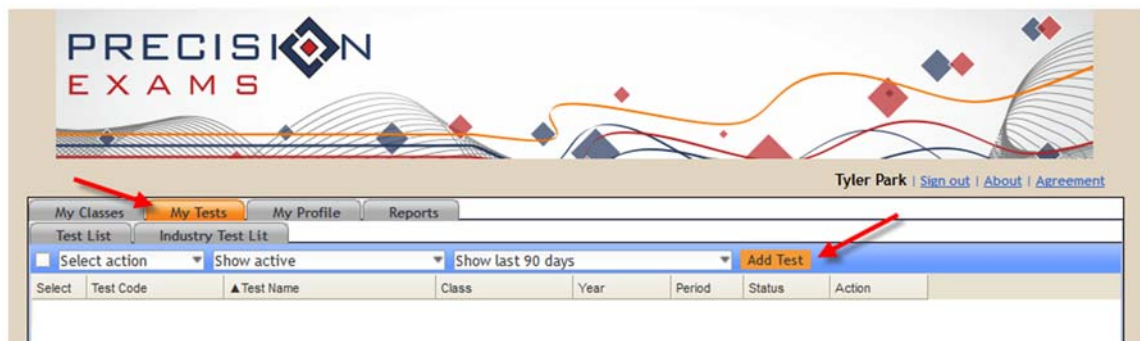 PRECISION
EXAMS
Tyler Park | Sign out | About | Agreement
My Classes My Tests My Profile Reports
Test List Industry Test Lit
Select action Show active Show last 90 days Add Test
Select Test Code ▲Test Name Class Year Period Status Action